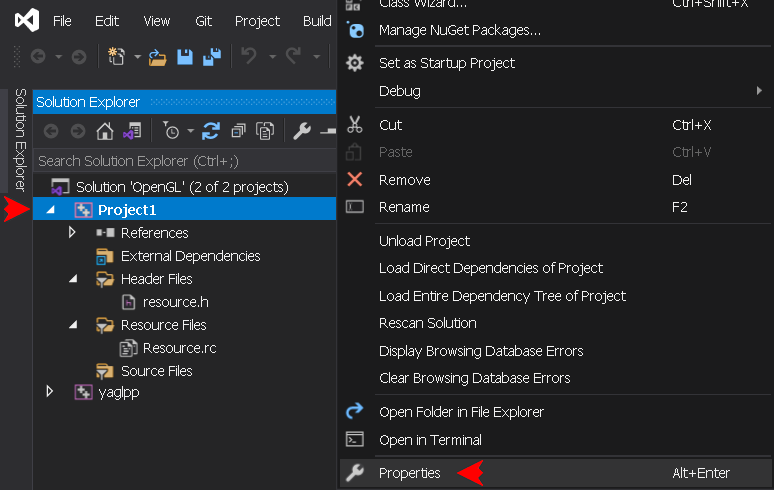 File Edit View Git Project Build
Solution Explorer
Solution Explorer
Search Solution Explorer (Ctrl+;)
Solution 'OpenGL' (2 of 2 projects)
Project1
References
External Dependencies
Header Files
resource.h
Resource Files
Resource.rc
Source Files
yaglpp
Class Wizard... Ctrl+Shift+X
Manage NuGet Packages...
Set as Startup Project
Debug
Cut Ctrl+X
Paste Ctrl+V
Remove Del
Rename F2
Unload Project
Load Direct Dependencies of Project
Load Entire Dependency Tree of Project
Rescan Solution
Display Browsing Database Errors
Clear Browsing Database Errors
Open Folder in File Explorer
Open in Terminal
Properties Alt+Enter